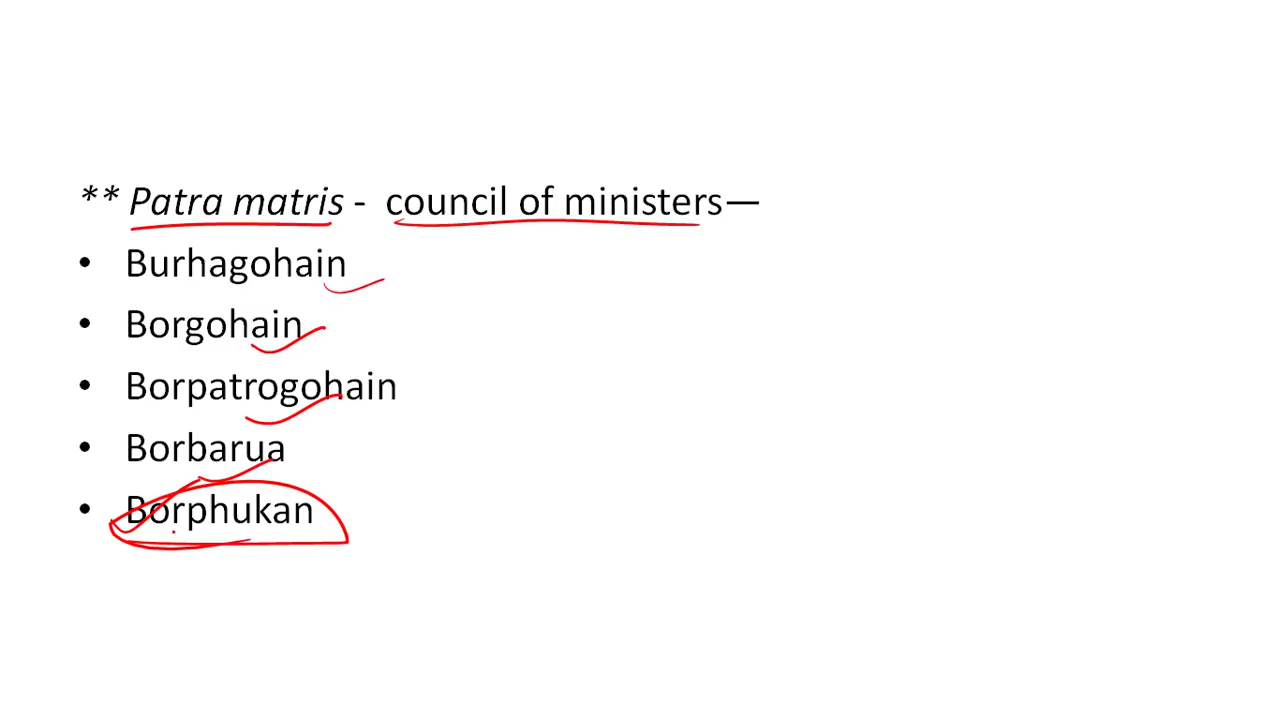 ** Patra matris - council of ministers—
• Burhagohain
• Borgohain
• Borpatrogohain
• Borbarua
• Borphukan